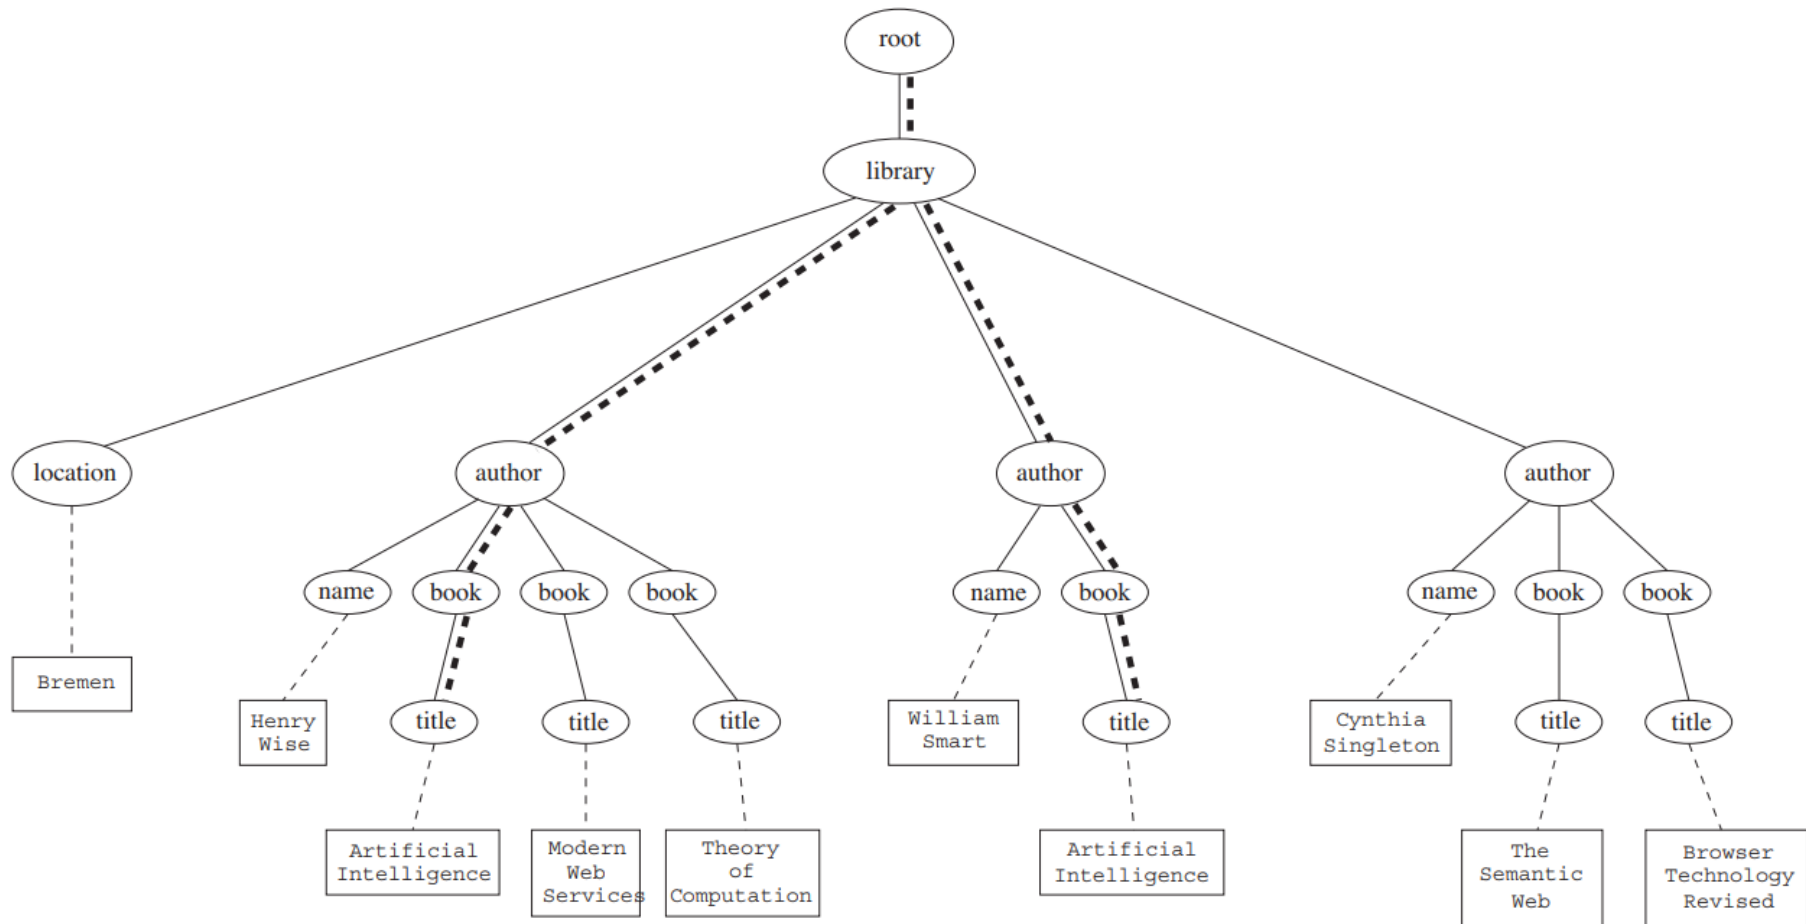 root
library
location
author
author
author
name
book
book
book
name
book
name
book
book
Bremen
Henry
Wise
title
title
title
William
Smart
title
Cynthia
Singleton
title
title
Artificial
Intelligence
Modern
Web
Services
Theory
of
Computation
Artificial
Intelligence
The
Semantic
Web
Browser
Technology
Revised